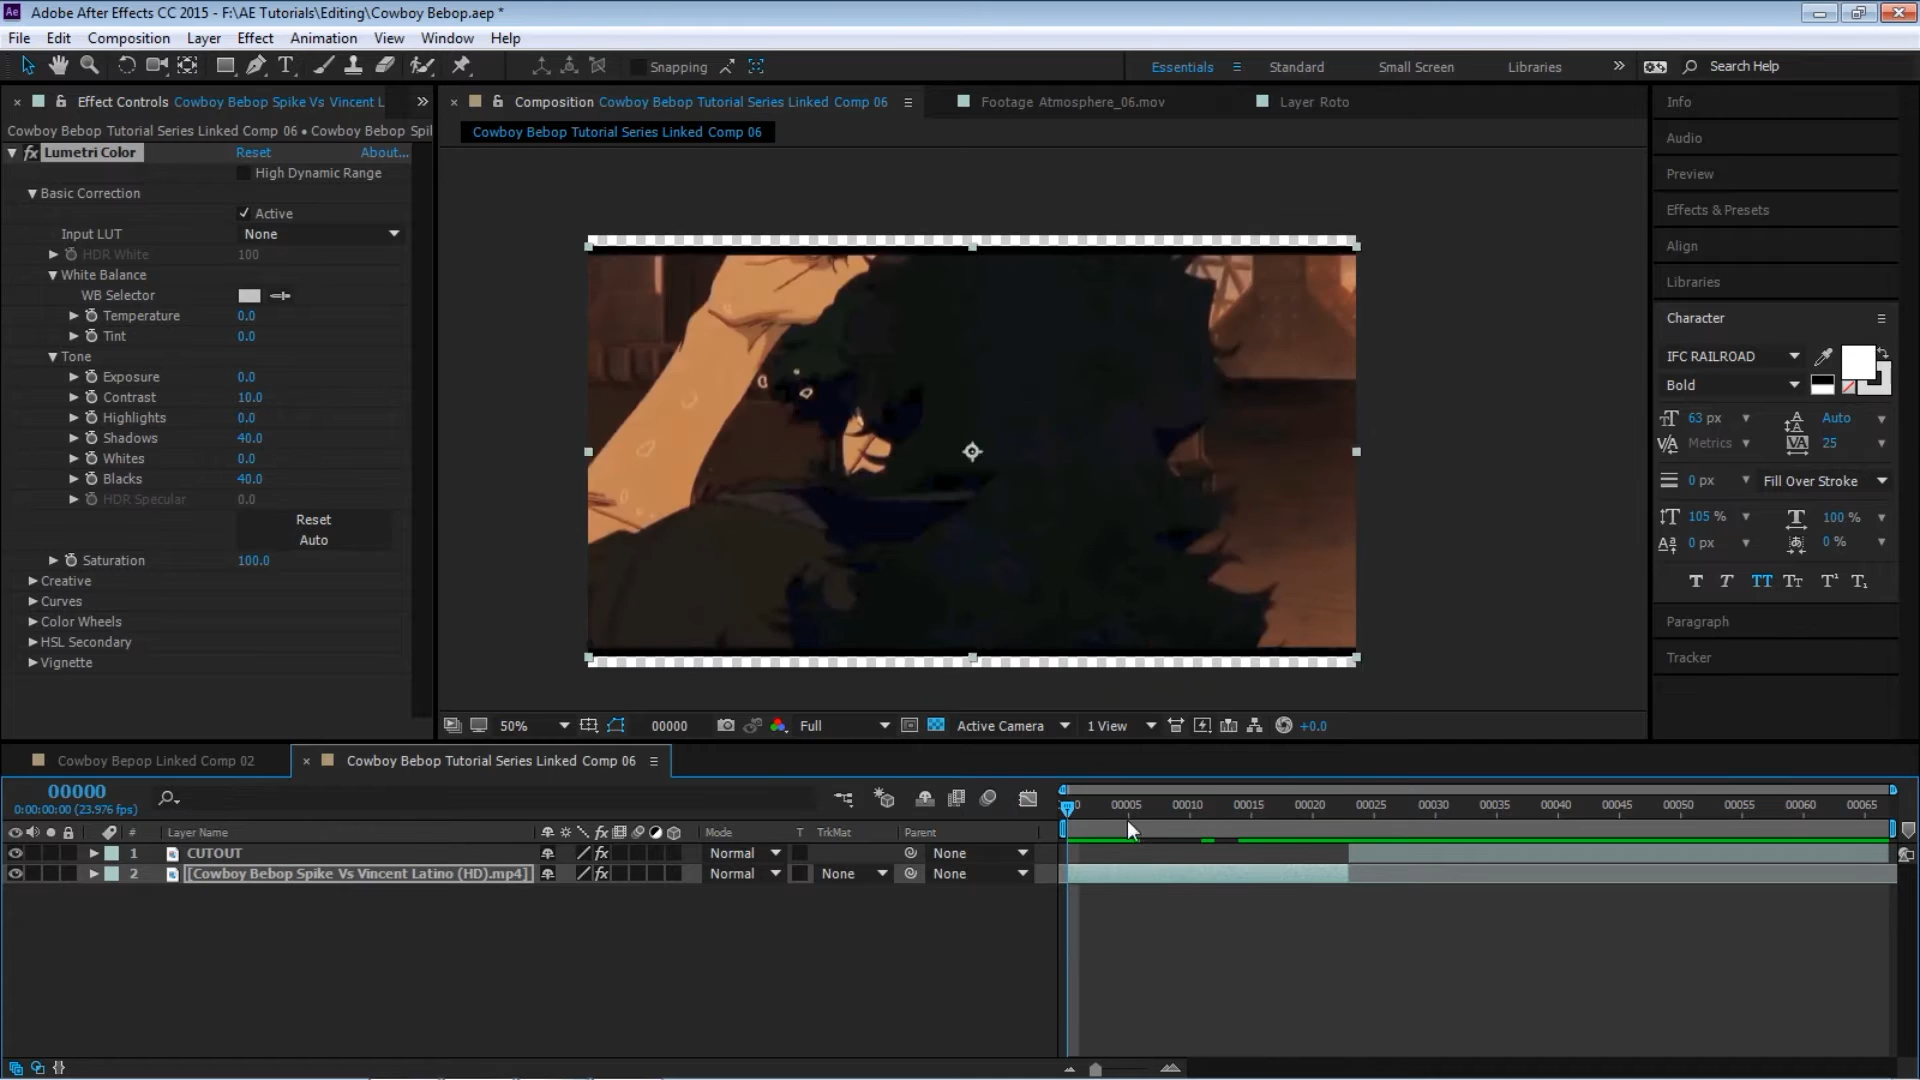 Ae Adobe After Effects CC 2015 - F:\AE Tutorials\Editing\Cowboy Bebop.aep *
File Edit Composition Layer Effect Animation View Window Help
Snapping Essentials Standard Small Screen Libraries Search Help
Effect Controls Cowboy Bebop Spike Vs Vincent L
Composition Cowboy Bebop Tutorial Series Linked Comp 06 Footage Atmosphere_06.mov Layer Roto
Cowboy Bebop Tutorial Series Linked Comp 06 • Cowboy Bebop Spil
Cowboy Bebop Tutorial Series Linked Comp 06
fx Lumetri Color Reset About...
High Dynamic Range
Basic Correction
Active
Input LUT None
HDR White 100
White Balance
WB Selector
Temperature 0.0
Tint 0.0
Tone
Exposure 0.0
Contrast 10.0
Highlights 0.0
Shadows 40.0
Whites 0.0
Blacks 40.0
HDR Specular 0.0
Reset
Auto
Saturation 100.0
Creative
Curves
Color Wheels
HSL Secondary
Vignette
50% 00000 Full Active Camera 1 View +0.0
Info
Audio
Preview
Effects & Presets
Align
Libraries
Character
IFC RAILROAD
Bold
63 px Auto
Metrics 25
0 px Fill Over Stroke
105 % 100 %
0 px 0 %
T T TT Tт T¹ T₁
Paragraph
Tracker
Cowboy Bepop Linked Comp 02 Cowboy Bebop Tutorial Series Linked Comp 06
00000
0:00:00:00 (23.976 fps)
0 00005 00010 00015 00020 00025 00030 00035 00040 00045 00050 00055 00060 00065
# Layer Name fx Mode T TrkMat Parent
1 CUTOUT fx Normal None
2 [Cowboy Bebop Spike Vs Vincent Latino (HD).mp4] fx Normal None None